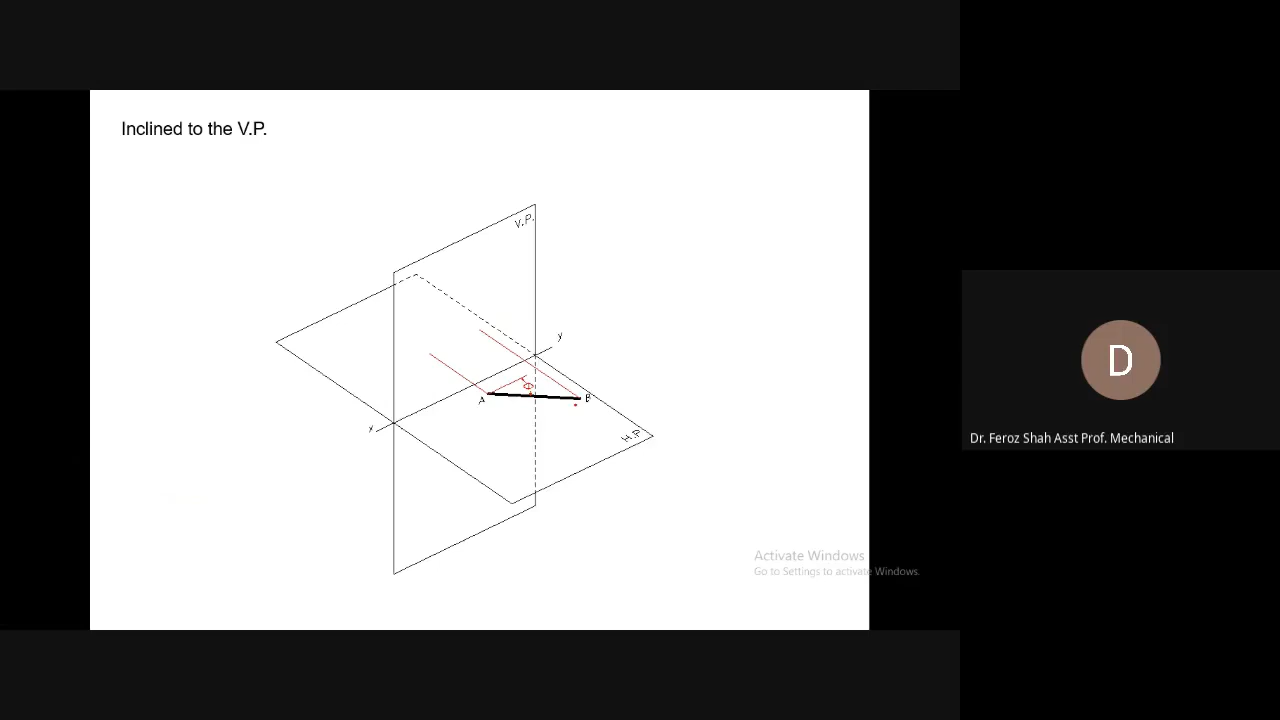 Inclined to the V.P.
V.P.
y
Φ
A
B
x
H.P
Activate Windows
Go to Settings to activate Windows.
D
Dr. Feroz Shah Asst Prof. Mechanical